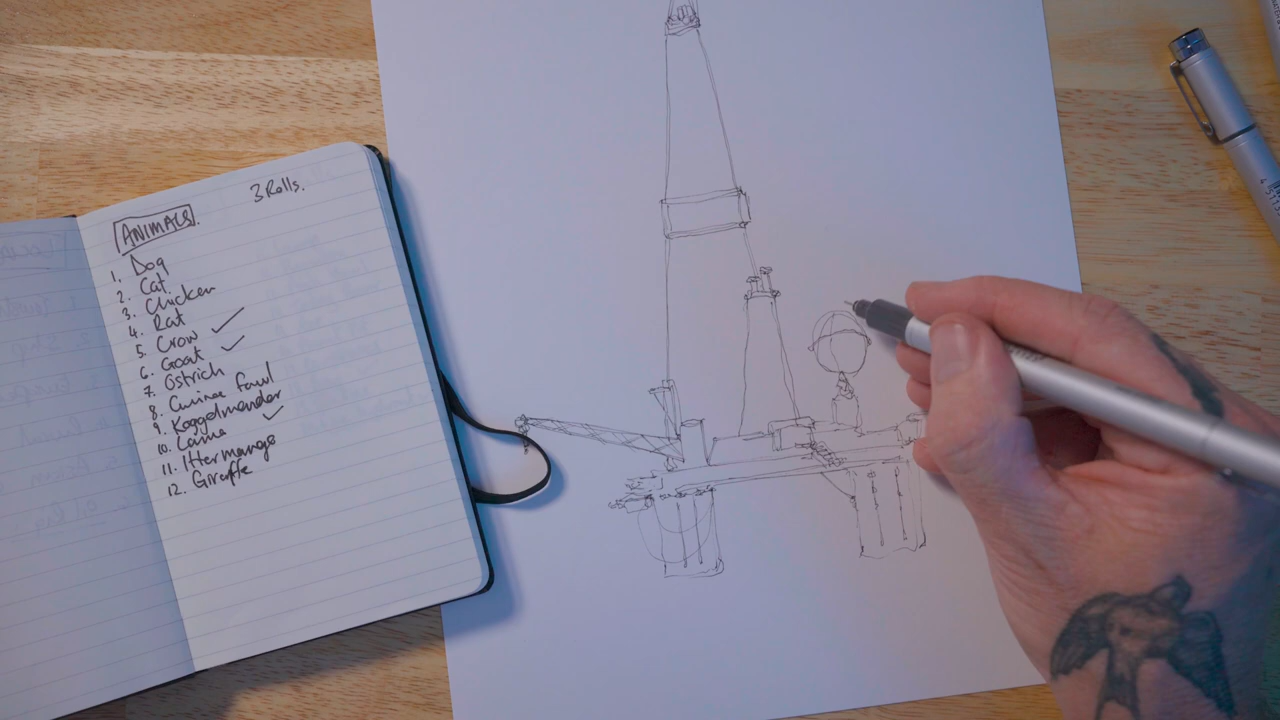 3 Rolls.
ANIMALS.
1. Dog
2. Cat.
3. Chicken
4. Rat
5. Crow ✓
6. Goat ✓
7. Ostrich
8. Guinea fowl
9. Koggelmander
10. Lama ✓
11.
12. Giraffe